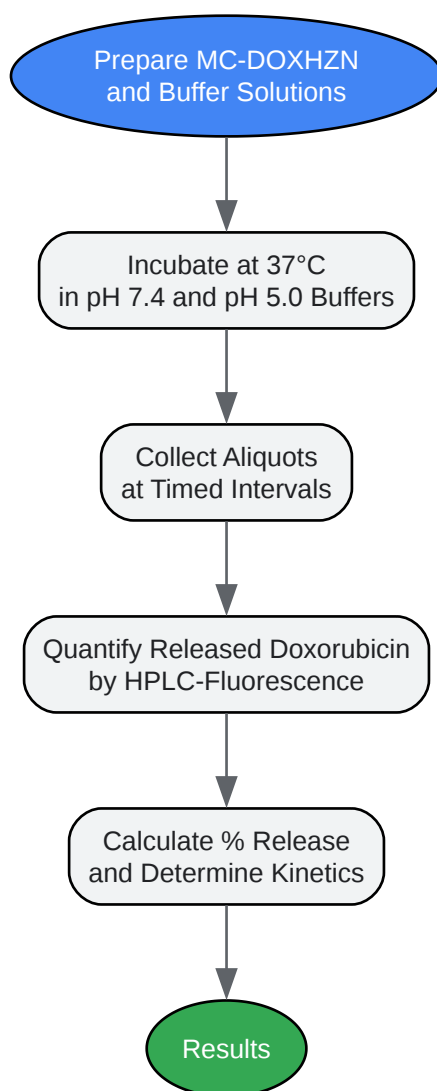 Prepare MC-DOXHZN
and Buffer Solutions
Incubate at 37°C
in pH 7.4 and pH 5.0 Buffers
Collect Aliquots
at Timed Intervals
Quantify Released Doxorubicin
by HPLC-Fluorescence
Calculate % Release
and Determine Kinetics
Results